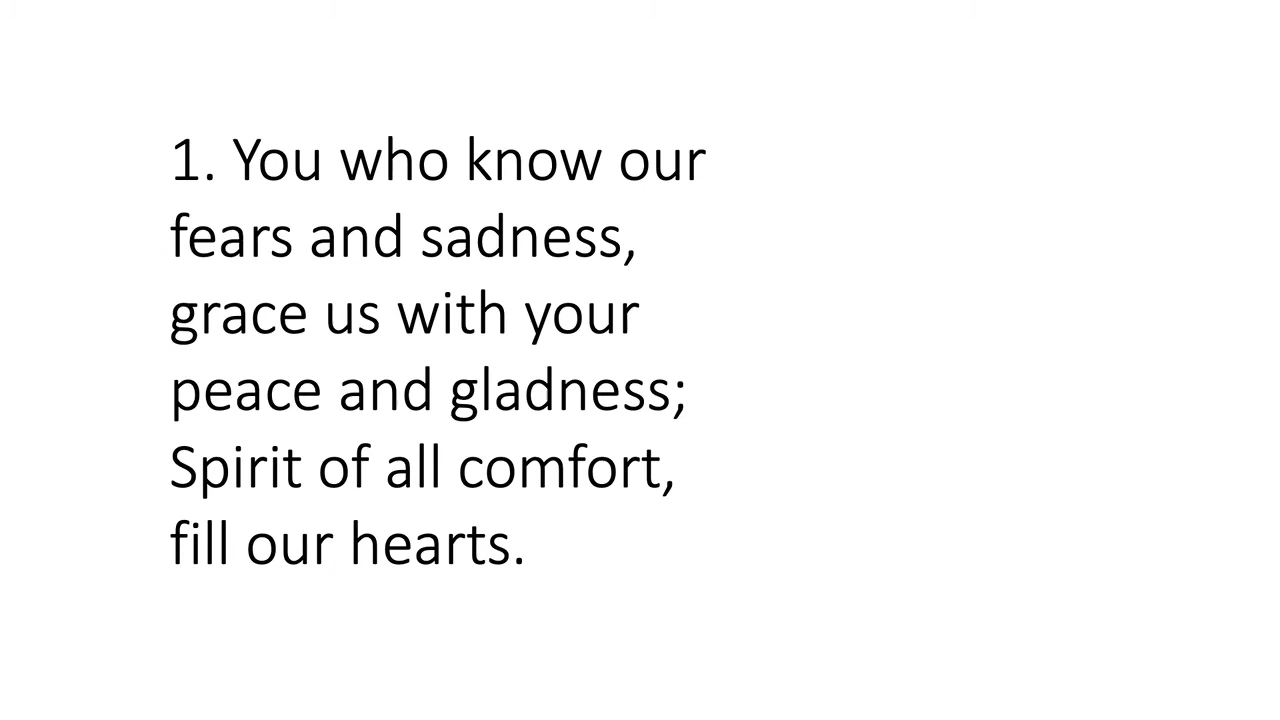 1. You who know our
fears and sadness,
grace us with your
peace and gladness;
Spirit of all comfort,
fill our hearts.